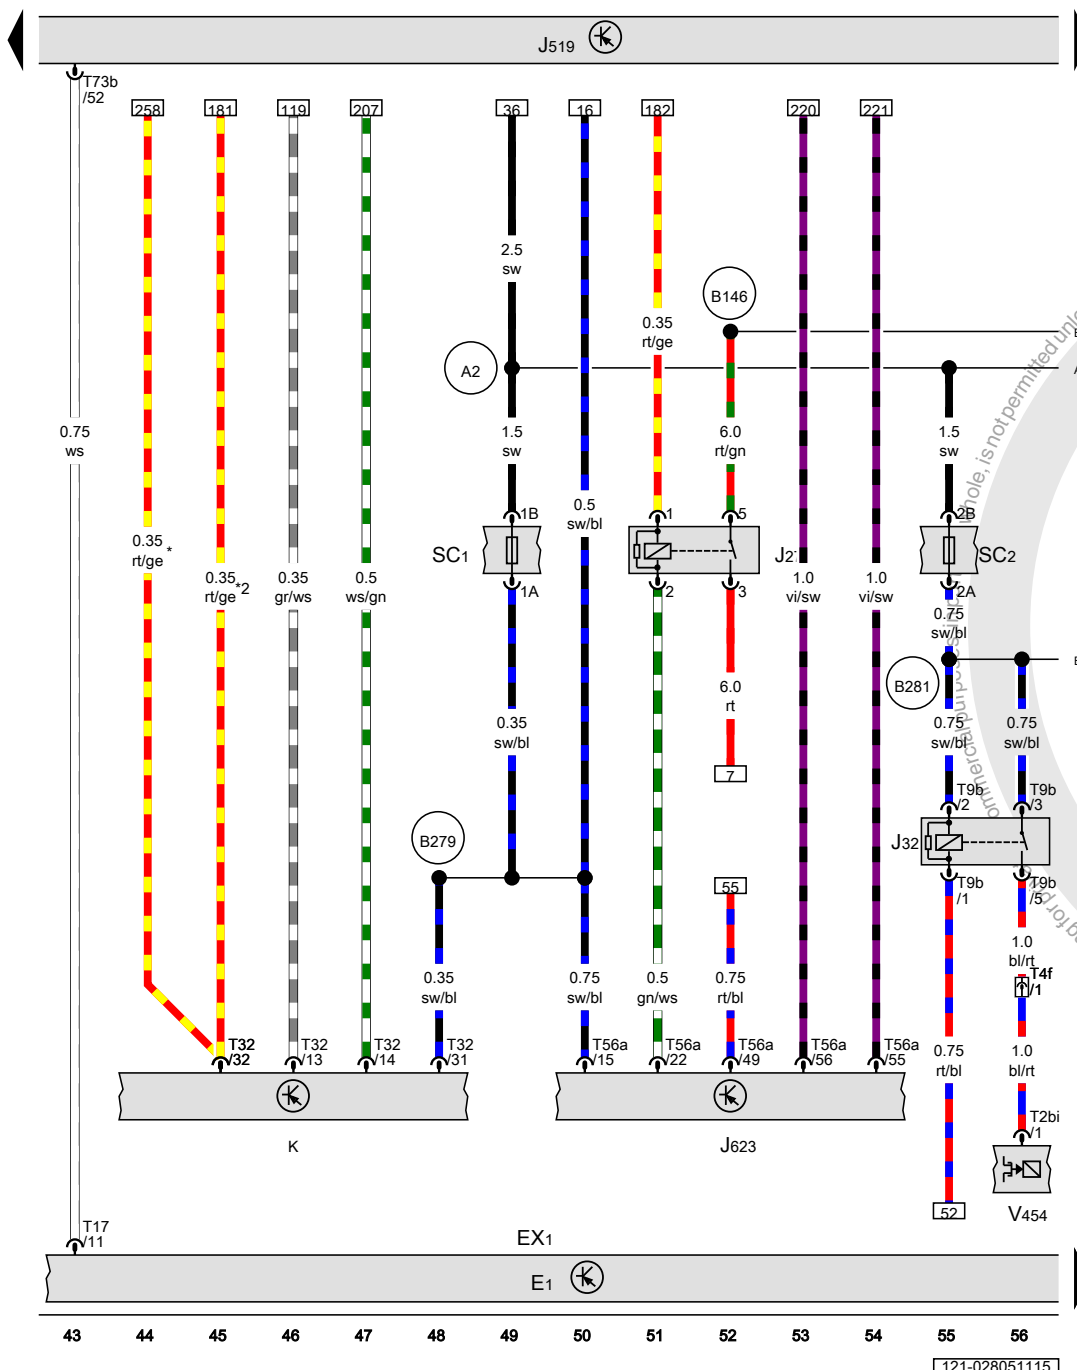 J519
T73b
/52
258 181 119 207 36 16 182 220 221
2.5
sw
B146
0.35
rt/ge
A2
0.75
ws
1.5
sw
6.0
rt/gn
1.5
sw
0.5
sw/bl
1B 1 5 2B
0.35
rt/ge *
SC1
SC2
0.35
rt/ge *2
0.35
gr/ws
0.5
ws/gn
1.0
vi/sw
1.0
vi/sw
1A 2 3 2A
0.75
sw/bl
B281
6.0
rt
0.35
sw/bl
0.75
sw/bl
0.75
sw/bl
7
T9b
/2
T9b
/3
B279
J32
55
T9b
/1
T9b
/5
1.0
bl/rt
T4f
/1
0.35
sw/bl
0.75
sw/bl
0.5
gn/ws
0.75
rt/bl
T32
/32
T32
/13
T32
/14
T32
/31
T56a
/15
T56a
/22
T56a
/49
T56a
/56
T56a
/55
0.75
rt/bl
1.0
bl/rt
T2bi
/1
K
J623
52
V454
T17
/11
EX1
E1
43 44 45 46 47 48 49 50 51 52 53 54 55 56
121-028051115
whole, is not permitted